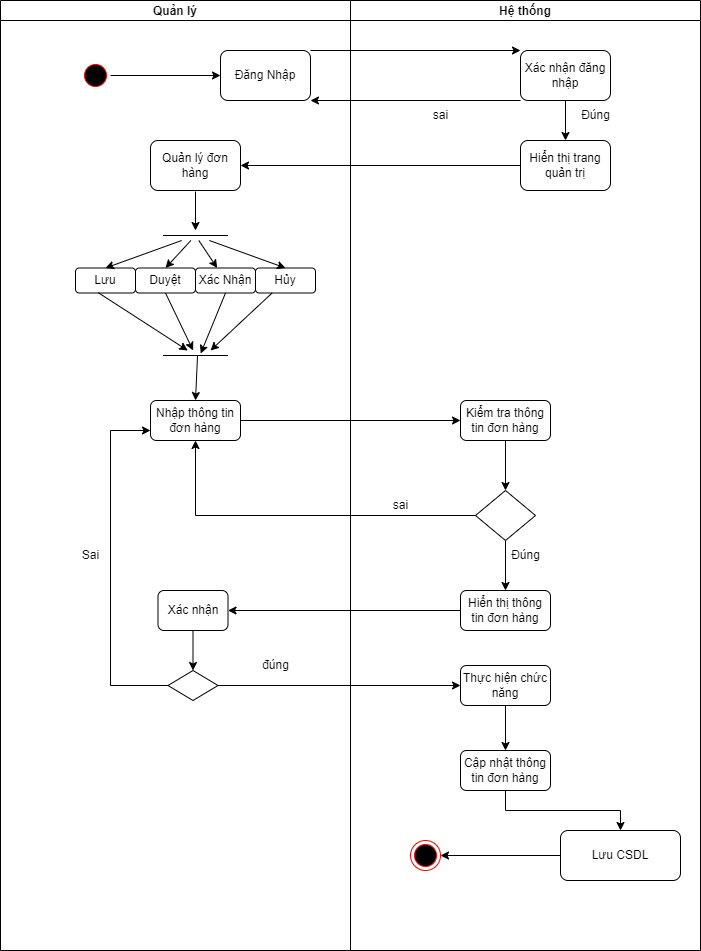 Quản lý
Hệ thống
Đăng Nhập
Xác nhận đăng
nhập
sai
Đúng
Quản lý đơn
hàng
Hiển thị trang
quản trị
Lưu
Duyệt
Xác Nhận
Hủy
Nhập thông tin
đơn hàng
Kiểm tra thông
tin đơn hàng
sai
Sai
Đúng
Xác nhận
Hiển thị thông
tin đơn hàng
đúng
Thực hiện chức
năng
Cập nhật thông
tin đơn hàng
Lưu CSDL